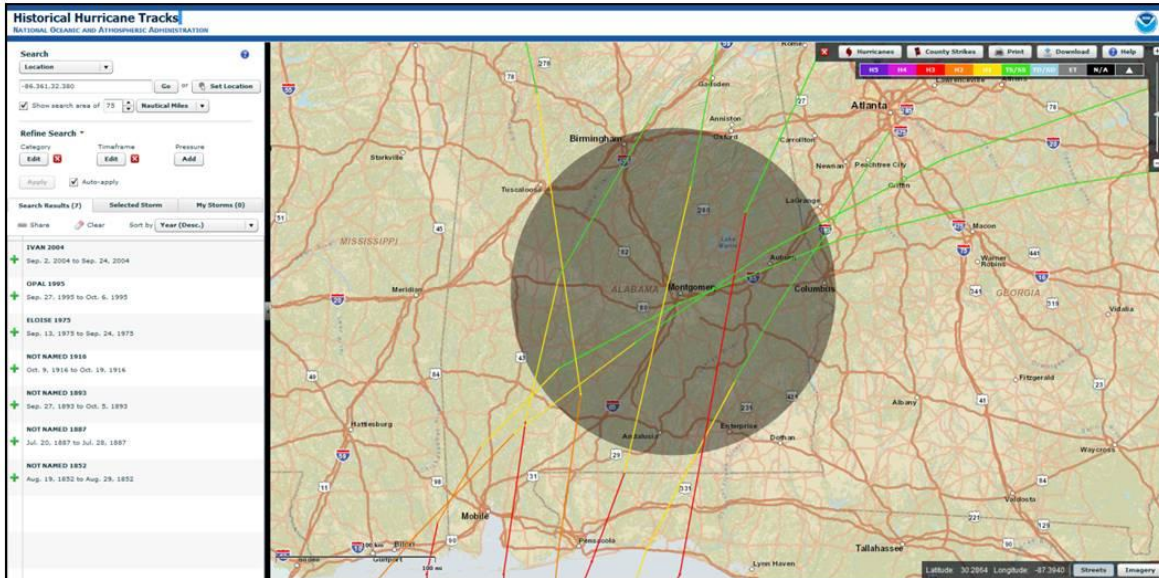 Historical Hurricane Tracks
NATIONAL OCEANIC AND ATHOSPHERIC ADMINISTRATION
Search
Location
-86.361,32.380 Go or Set Location
Show search area of 75 Nautical Miles
Refine Search
Category Timeframe Pressure
Edit Edit Add
Apply Auto-apply
Search Results (7) Selected Storm My Storms (0)
Share Clear Sort by Year (Desc.)
IVAN 2004
Sep. 2, 2004 to Sep. 24, 2004
OPAL 1995
Sep. 27, 1995 to Oct. 6, 1995
ELOISE 1975
Sep. 13, 1975 to Sep. 24, 1975
NOT NAMED 1916
Oct. 9, 1916 to Oct. 19, 1916
NOT NAMED 1893
Sep. 27, 1893 to Oct. 5, 1893
NOT NAMED 1887
Jul. 20, 1887 to Jul. 28, 1887
NOT NAMED 1852
Aug. 19, 1852 to Aug. 29, 1852
Hurricanes County Strikes Print Download Help
H5 H4 H3 H2 H1 TS/SS TD/SD ET N/A
Rome
Gadsden
Atlanta
Anniston
Oxford
Carrollton
Birmingham
Newnan
Peachtree City
Starkville
Griffin
Tuscaloosa
LaGrange
Macon
Warner Robins
MISSISSIPPI
Lake Martin
Auburn
Meridian
ALABAMA
Montgomery
Columbus
GEORGIA
Vidalia
Fitzgerald
Albany
Hattiesburg
Andalusia
Enterprise
Dothan
Waycross
Valdosta
Mobile
Pensacola
Tallahassee
Biloxi
Gulfport
100 km
100 mi
Lynn Haven
Latitude: 30.2864 Longitude: -87.3940 Streets Imagery